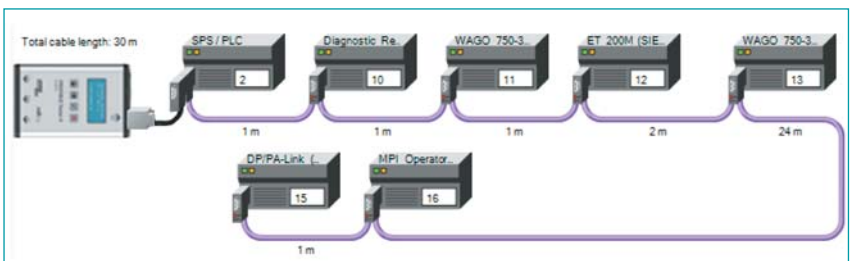 Total cable length: 30 m
SPS / PLC
Diagnostic Re..
WAGO 750-3...
ET 200M (SIE...
WAGO 750-3...
2
10
11
12
13
1 m
1 m
1 m
2 m
24 m
DP/PA-Link (...
MPI Operator...
15
16
1 m